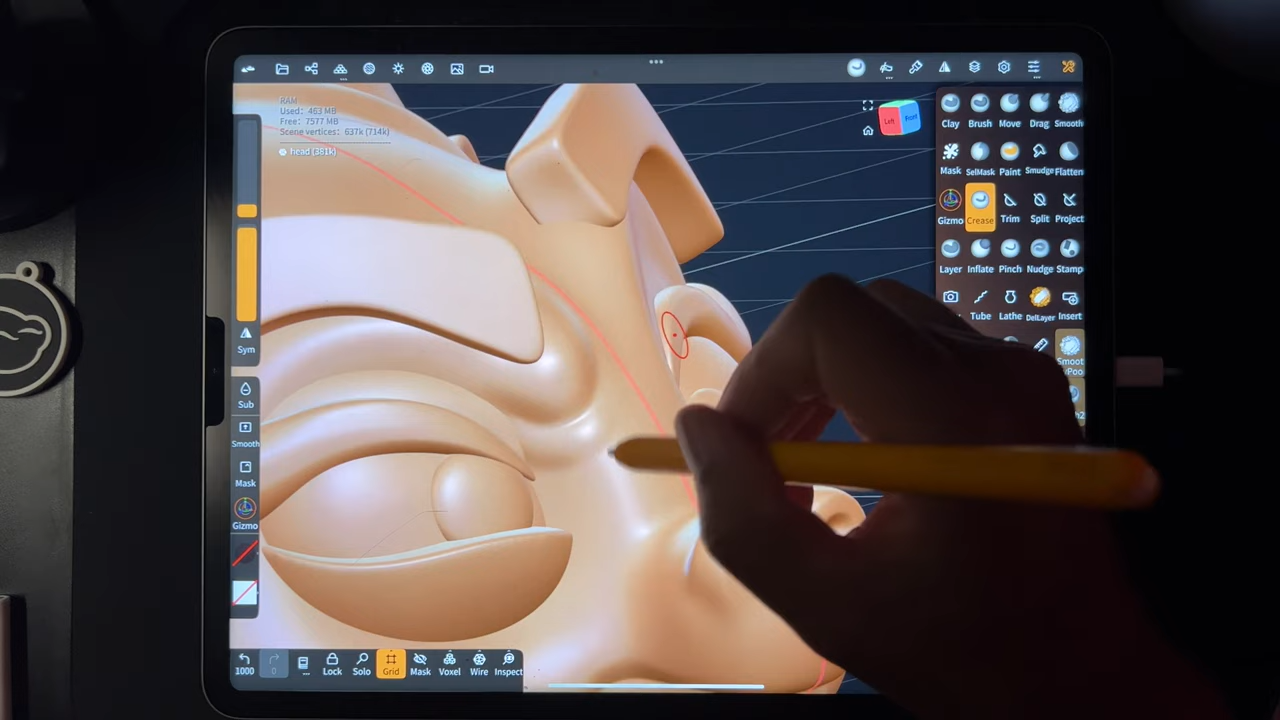 RAM
Used: 463 MB
Free: 7577 MB
Scene vertices: 637k (714k)
head (381k)
Left
Front
Clay Brush Move Drag Smooth
Mask SelMask Paint Smudge Flatten
Gizmo Crease Trim Split Project
Layer Inflate Pinch Nudge Stamp
Tube Lathe DelLayer Insert
Smoot
Sym
Sub
Smooth
Mask
Gizmo
1000 0 Lock Solo Grid Mask Voxel Wire Inspect